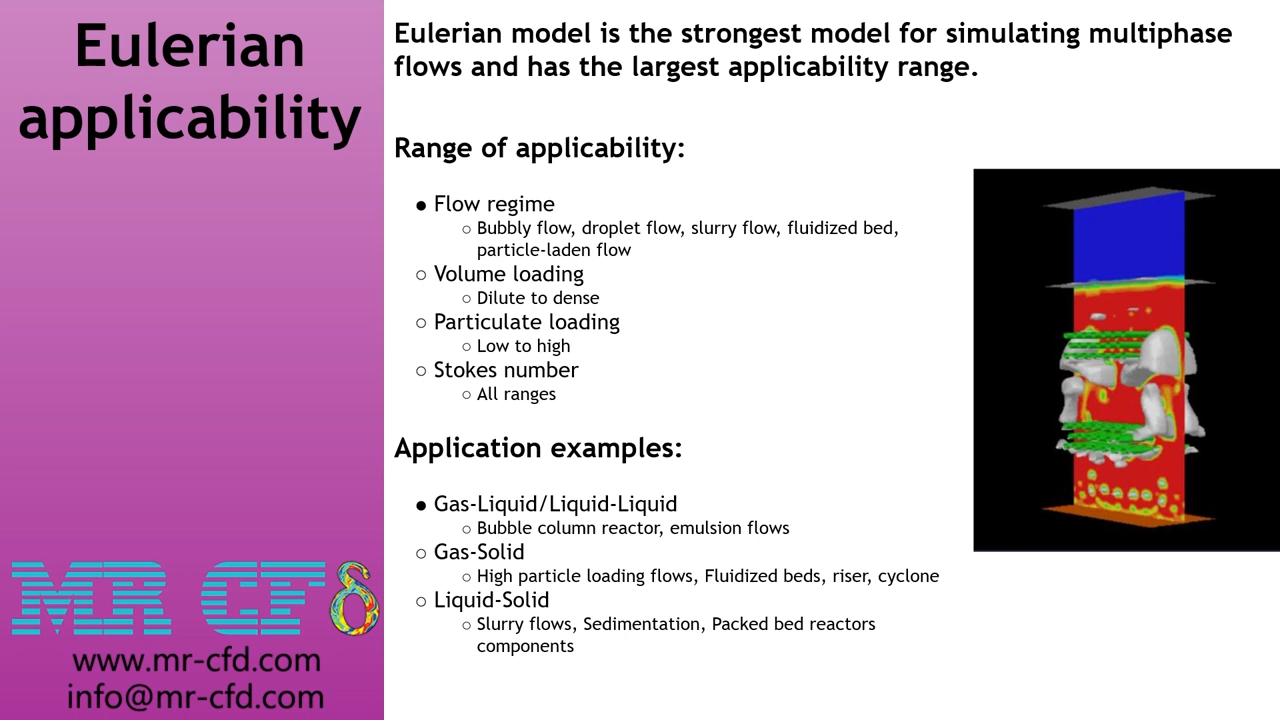 Eulerian
applicability
Eulerian model is the strongest model for simulating multiphase
flows and has the largest applicability range.
Range of applicability:
● Flow regime
○ Bubbly flow, droplet flow, slurry flow, fluidized bed,
particle-laden flow
○ Volume loading
○ Dilute to dense
○ Particulate loading
○ Low to high
○ Stokes number
○ All ranges
Application examples:
● Gas-Liquid/Liquid-Liquid
○ Bubble column reactor, emulsion flows
○ Gas-Solid
○ High particle loading flows, Fluidized beds, riser, cyclone
○ Liquid-Solid
○ Slurry flows, Sedimentation, Packed bed reactors
components
MR CFδ
www.mr-cfd.com
info@mr-cfd.com